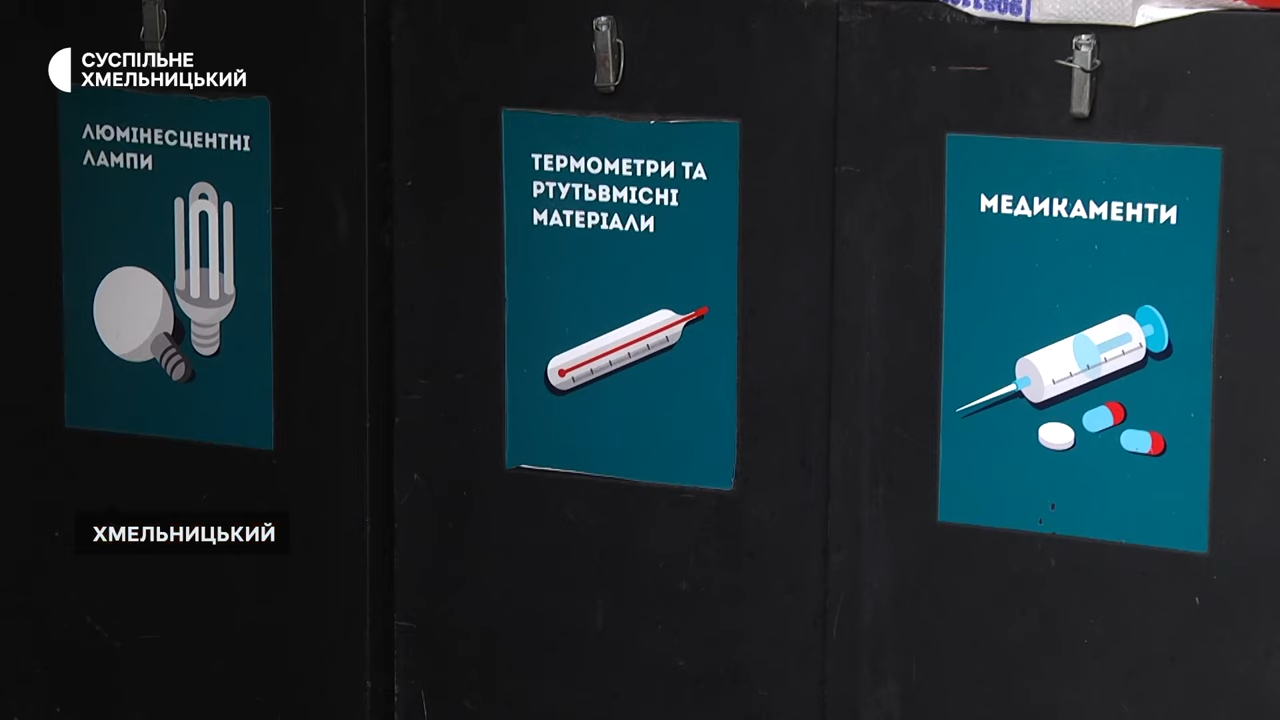 СУСПІЛЬНЕ
ХМЕЛЬНИЦЬКИЙ
ЛЮМІНЕСЦЕНТНІ
ЛАМПИ
ТЕРМОМЕТРИ ТА
РТУТЬВМІСНІ
МАТЕРІАЛИ
МЕДИКАМЕНТИ
ХМЕЛЬНИЦЬКИЙ